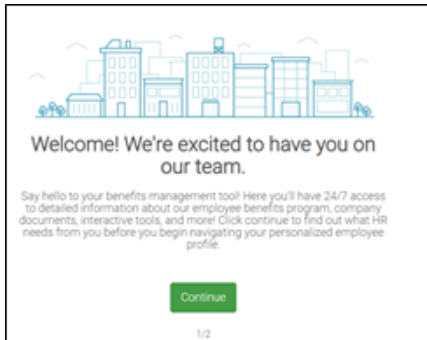 Welcome! We're excited to have you on
our team.
Say hello to your benefits management tool! Here you'll have 24/7 access
to detailed information about our employee benefits program, company
documents, interactive tools, and more! Click continue to find out what HR
needs from you before you begin navigating your personalized employee
profile.
Continue
1/2